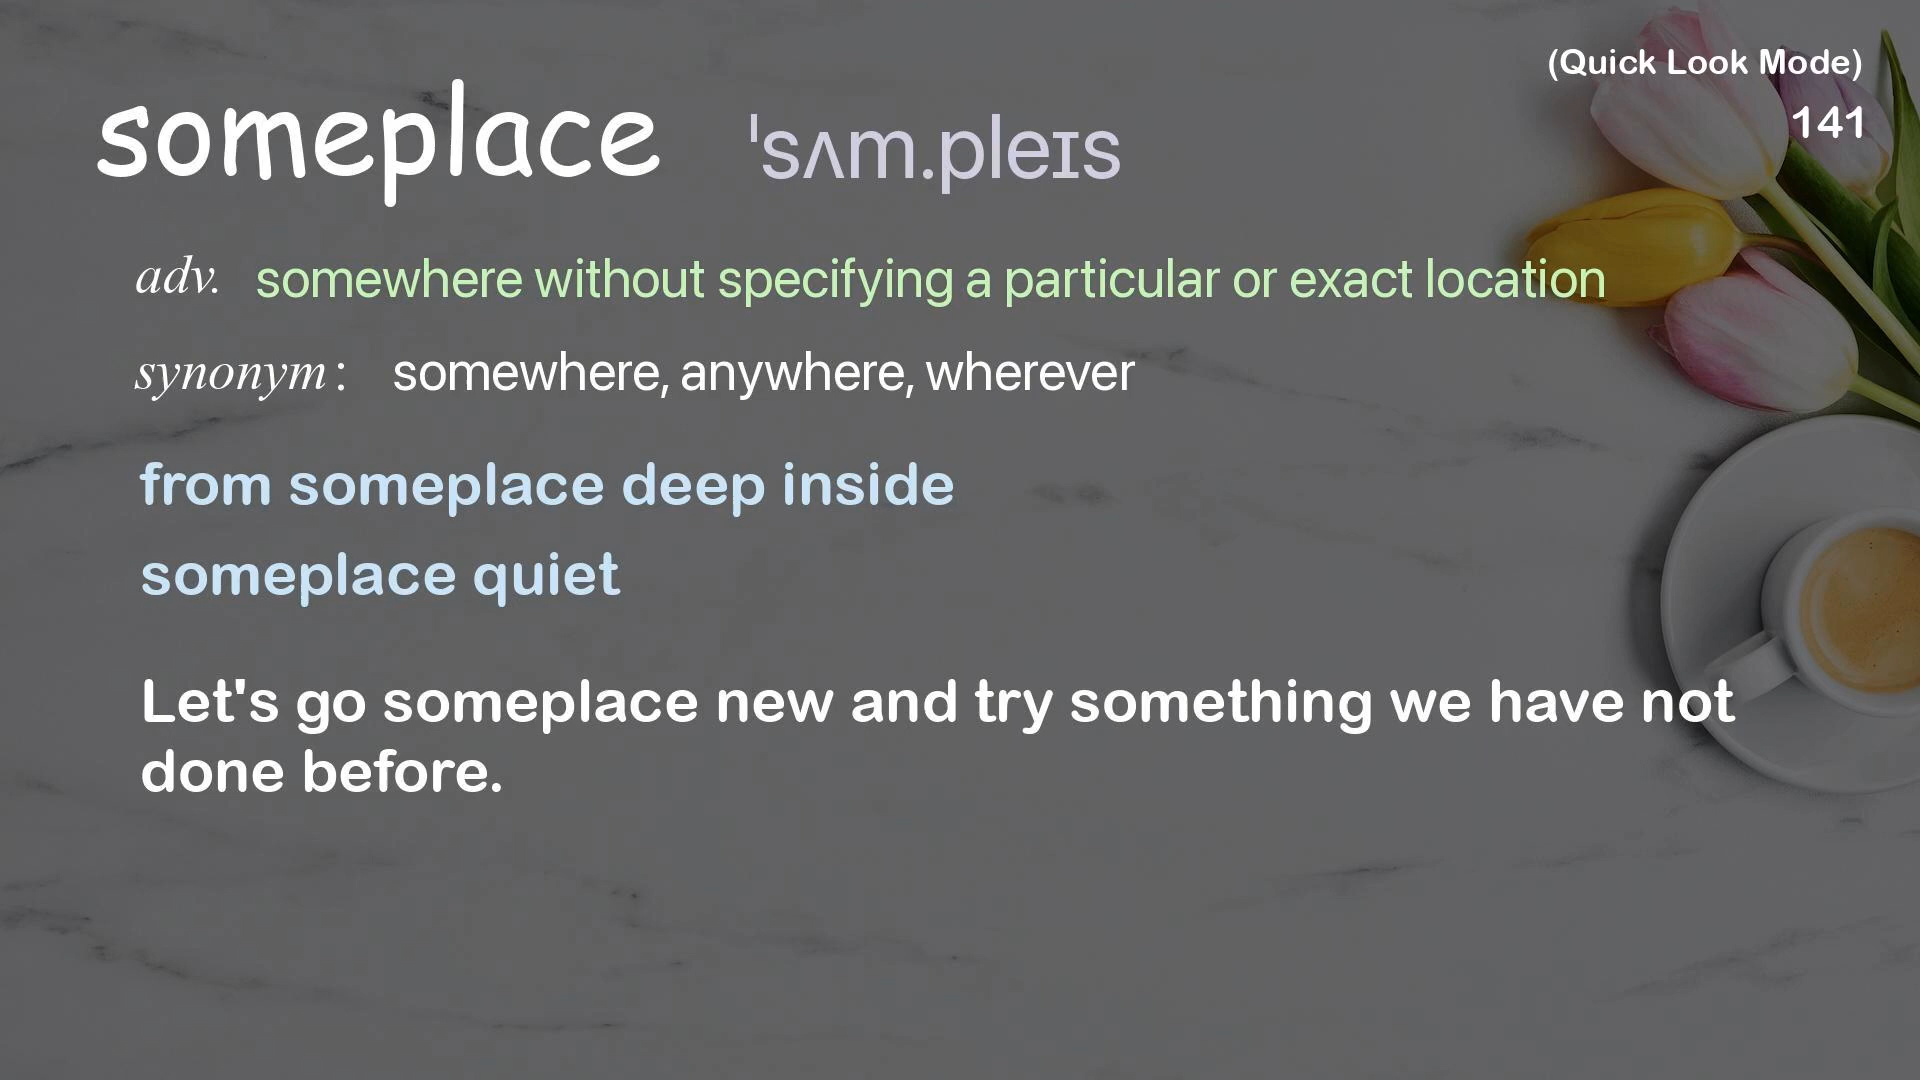 (Quick Look Mode)
141
someplace ˈsʌm.pleɪs
adv. somewhere without specifying a particular or exact location
synonym : somewhere, anywhere, wherever
from someplace deep inside
someplace quiet
Let's go someplace new and try something we have not
done before.